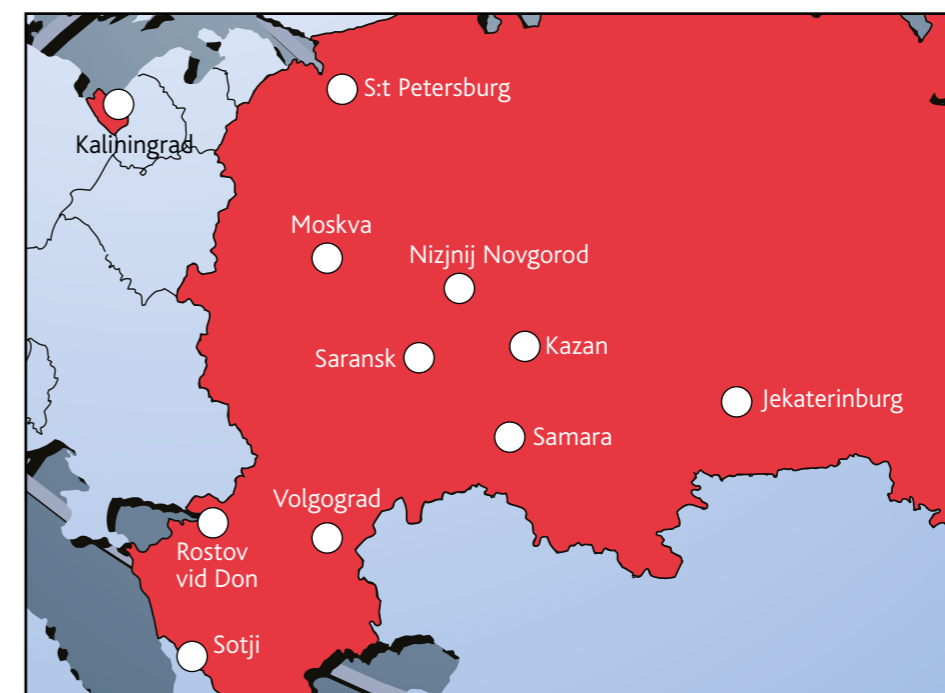 S:t Petersburg
Kaliningrad
Moskva
Nizjnij Novgorod
Saransk
Kazan
Jekaterinburg
Samara
Volgograd
Rostov
vid Don
Sotji